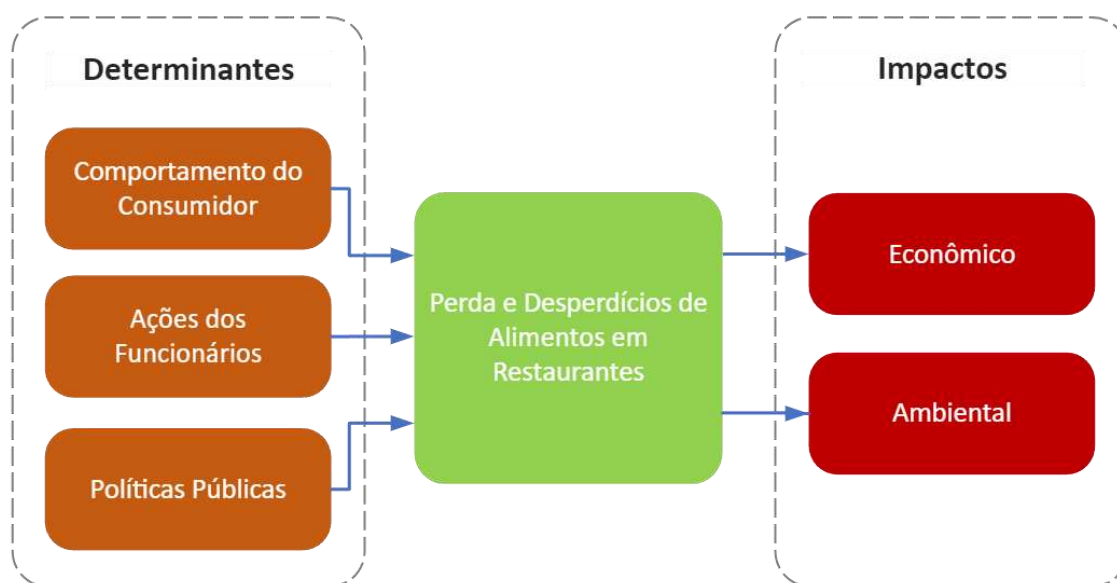 Determinantes
Comportamento do
Consumidor
Ações dos
Funcionários
Políticas Públicas
Perda e Desperdícios de
Alimentos em
Restaurantes
Impactos
Econômico
Ambiental